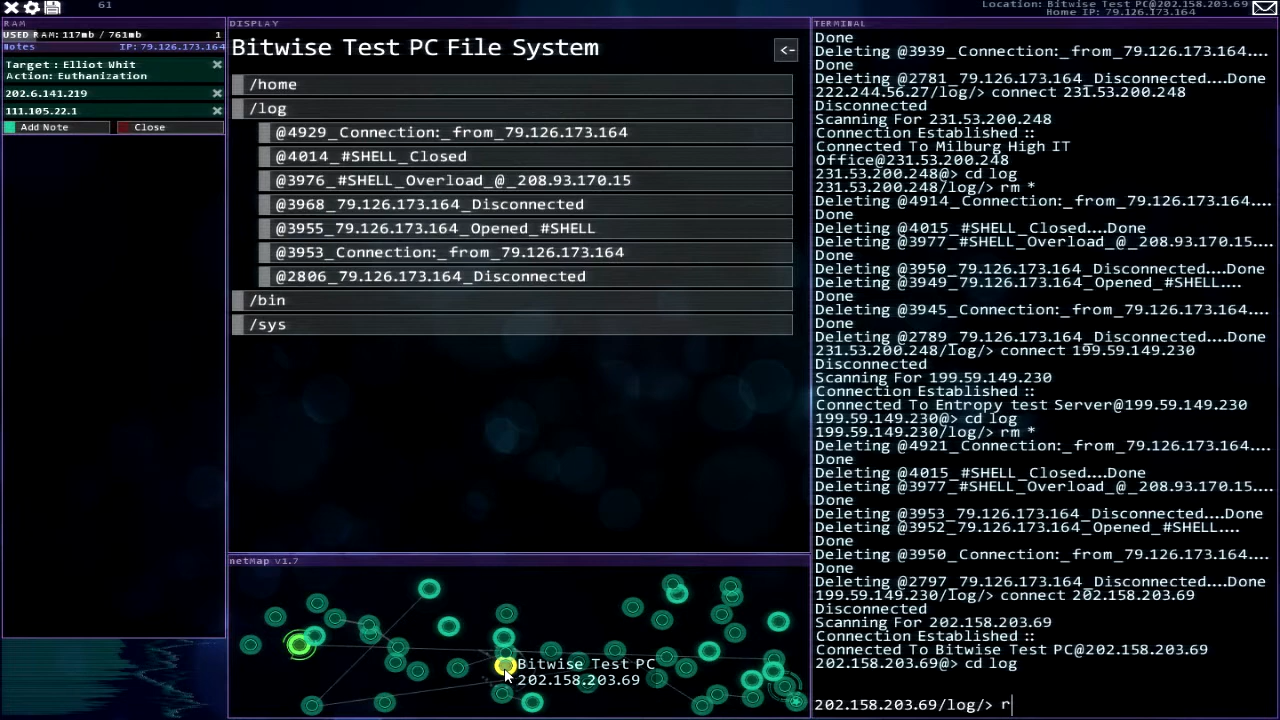 61
Location: Bitwise Test PC@202.158.203.69
Home IP: 79.126.173.164
RAM
USED RAM: 117mb / 761mb 1
Notes IP: 79.126.173.164
Target : Elliot Whit
Action: Euthanization
202.6.141.219
111.105.22.1
Add Note Close
DISPLAY
Bitwise Test PC File System
<-
/home
/log
@4929_Connection:_from_79.126.173.164
@4014_#SHELL_Closed
@3976_#SHELL_Overload_@_208.93.170.15
@3968_79.126.173.164_Disconnected
@3955_79.126.173.164_Opened_#SHELL
@3953_Connection:_from_79.126.173.164
@2806_79.126.173.164_Disconnected
/bin
/sys
netMap v1.7
Bitwise Test PC
202.158.203.69
TERMINAL
Done
Deleting @3939_Connection:_from_79.126.173.164....
Done
Deleting @2781_79.126.173.164_Disconnected....Done
222.244.56.27/log/> connect 231.53.200.248
Disconnected
Scanning For 231.53.200.248
Connection Established ::
Connected To Milburg High IT
Office@231.53.200.248
231.53.200.248@> cd log
231.53.200.248/log/> rm *
Deleting @4914_Connection:_from_79.126.173.164....
Done
Deleting @4015_#SHELL_Closed....Done
Deleting @3977_#SHELL_Overload_@_208.93.170.15....
Done
Deleting @3950_79.126.173.164_Disconnected....Done
Deleting @3949_79.126.173.164_Opened_#SHELL....
Done
Deleting @3945_Connection:_from_79.126.173.164....
Done
Deleting @2789_79.126.173.164_Disconnected....Done
231.53.200.248/log/> connect 199.59.149.230
Disconnected
Scanning For 199.59.149.230
Connection Established ::
Connected To Entropy test Server@199.59.149.230
199.59.149.230@> cd log
199.59.149.230/log/> rm *
Deleting @4921_Connection:_from_79.126.173.164....
Done
Deleting @4015_#SHELL_Closed....Done
Deleting @3977_#SHELL_Overload_@_208.93.170.15....
Done
Deleting @3953_79.126.173.164_Disconnected....Done
Deleting @3952_79.126.173.164_Opened_#SHELL....
Done
Deleting @3950_Connection:_from_79.126.173.164....
Done
Deleting @2797_79.126.173.164_Disconnected....Done
199.59.149.230/log/> connect 202.158.203.69
Disconnected
Scanning For 202.158.203.69
Connection Established ::
Connected To Bitwise Test PC@202.158.203.69
202.158.203.69@> cd log
202.158.203.69/log/> r